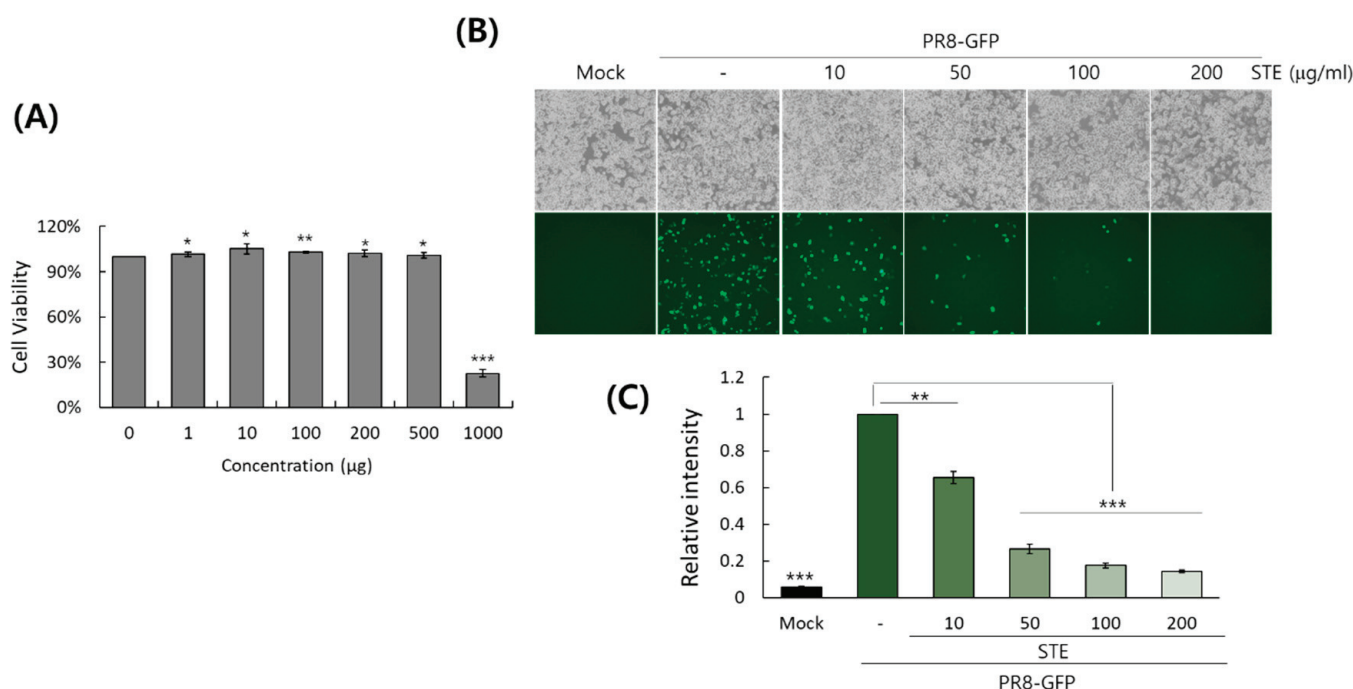 (A)
120%
90%
60%
30%
0%
Cell Viability
* * ** * * ***
0 1 10 100 200 500 1000
Concentration (μg)
(B)
PR8-GFP
Mock - 10 50 100 200 STE (μg/ml)
(C)
1.2
1
0.8
0.6
0.4
0.2
0
Relative intensity
**
***
***
Mock - 10 50 100 200
STE
PR8-GFP